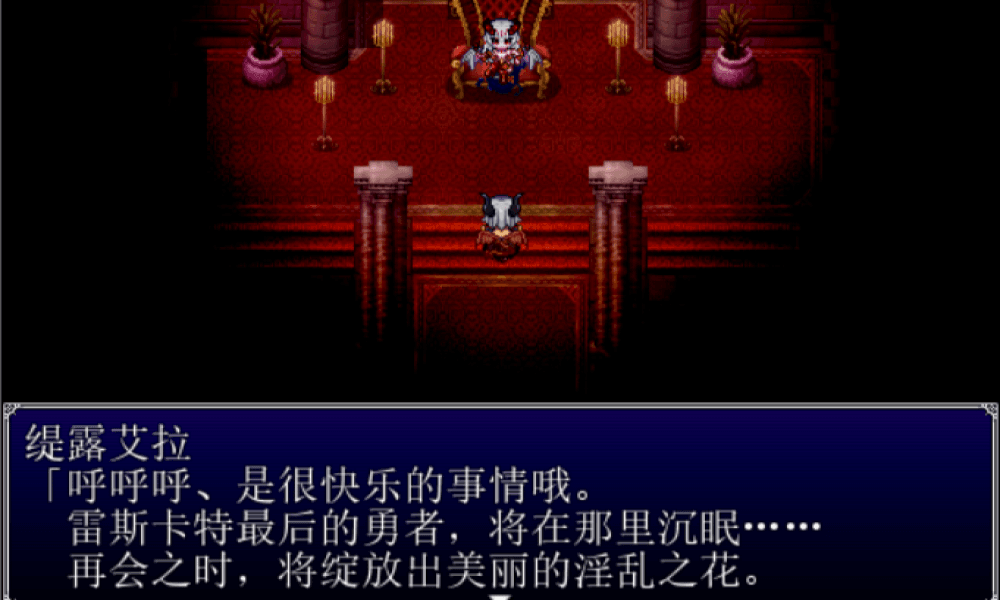 缇露艾拉
「呼呼呼、是很快乐的事情哦。
雷斯卡特最后的勇者，将在那里沉眠……
再会之时，将绽放出美丽的淫乱之花。